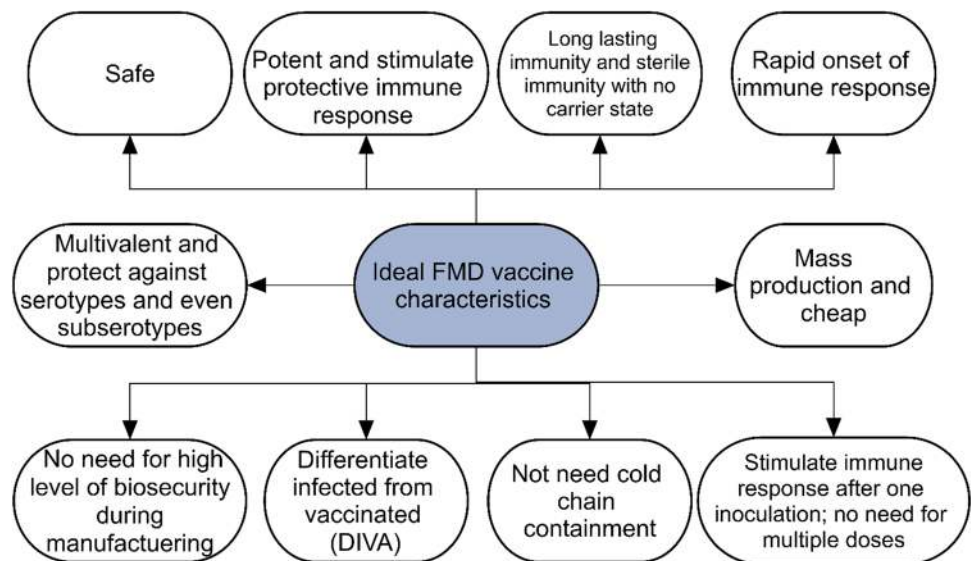 Safe
Potent and stimulate
protective immune
response
Long lasting
immunity and sterile
immunity with no
carrier state
Rapid onset of
immune response
Multivalent and
protect against
serotypes and even
subserotypes
Ideal FMD vaccine
characteristics
Mass
production and
cheap
No need for high
level of biosecurity
during
manufactuering
Differentiate
infected from
vaccinated
(DIVA)
Not need cold
chain
containment
Stimulate immune
response after one
inoculation; no need for
multiple doses